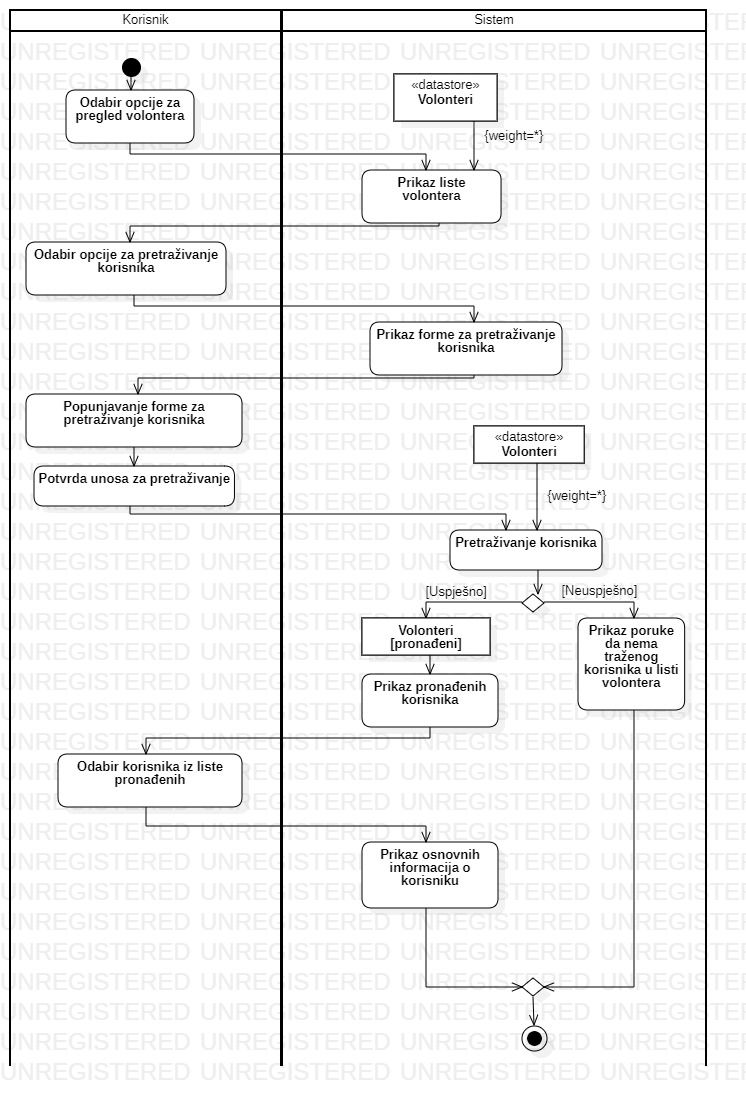 Korisnik
Sistem
Odabir opcije za
pregled volontera
«datastore»
Volonteri
{weight=*}
Prikaz liste
volontera
Odabir opcije za pretraživanje
korisnika
Prikaz forme za pretraživanje
korisnika
Popunjavanje forme za
pretraživanje korisnika
«datastore»
Volonteri
Potvrda unosa za pretraživanje
{weight=*}
Pretraživanje korisnika
[Uspješno]
[Neuspješno]
Volonteri
[pronađeni]
Prikaz poruke
da nema
traženog
korisnika u listi
volontera
Prikaz pronađenih
korisnika
Odabir korisnika iz liste
pronađenih
Prikaz osnovnih
informacija o
korisniku
UNREGISTERED